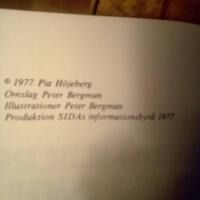 © 1977 Pia Höjeberg
Omslag Peter Bergman
Illustrationer Peter Bergman
Produktion SIDAs informationsbyrå 1977